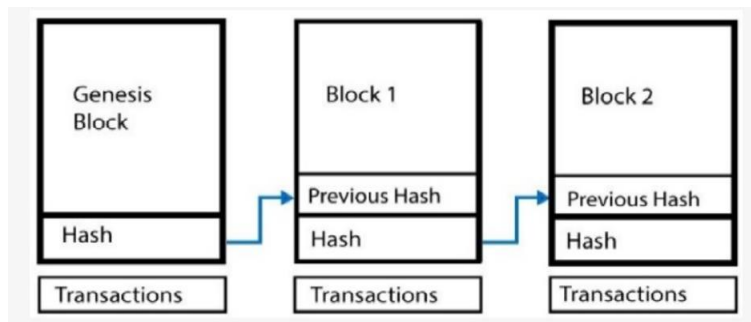 Genesis
Block
Hash
Transactions
Block 1
Previous Hash
Hash
Transactions
Block 2
Previous Hash
Hash
Transactions